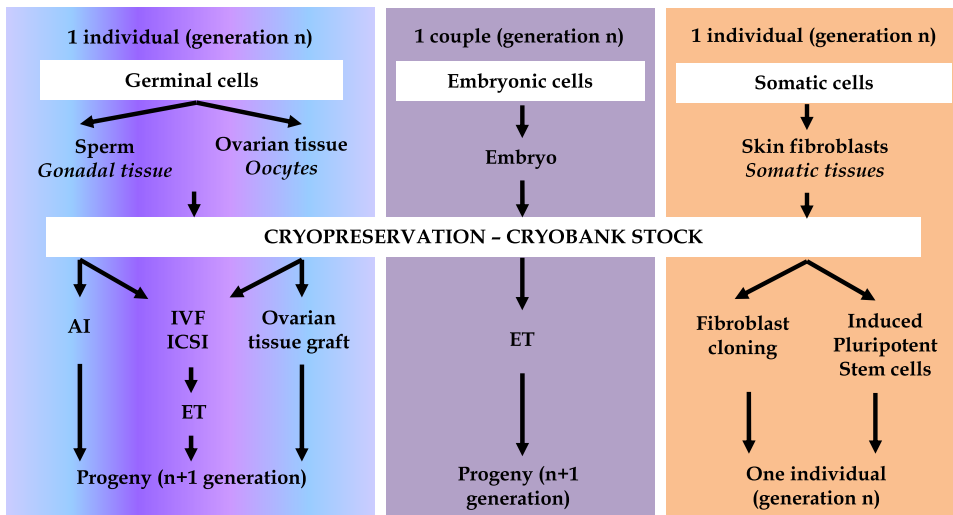 1 individual (generation n)
Germinal cells
Sperm
Gonadal tissue
Ovarian tissue
Oocytes
1 couple (generation n)
Embryonic cells
Embryo
1 individual (generation n)
Somatic cells
Skin fibroblasts
Somatic tissues
CRYOPRESERVATION – CRYOBANK STOCK
AI
IVF
ICSI
ET
Ovarian
tissue graft
Progeny (n+1 generation)
ET
Progeny (n+1
generation)
Fibroblast
cloning
Induced
Pluripotent
Stem cells
One individual
(generation n)